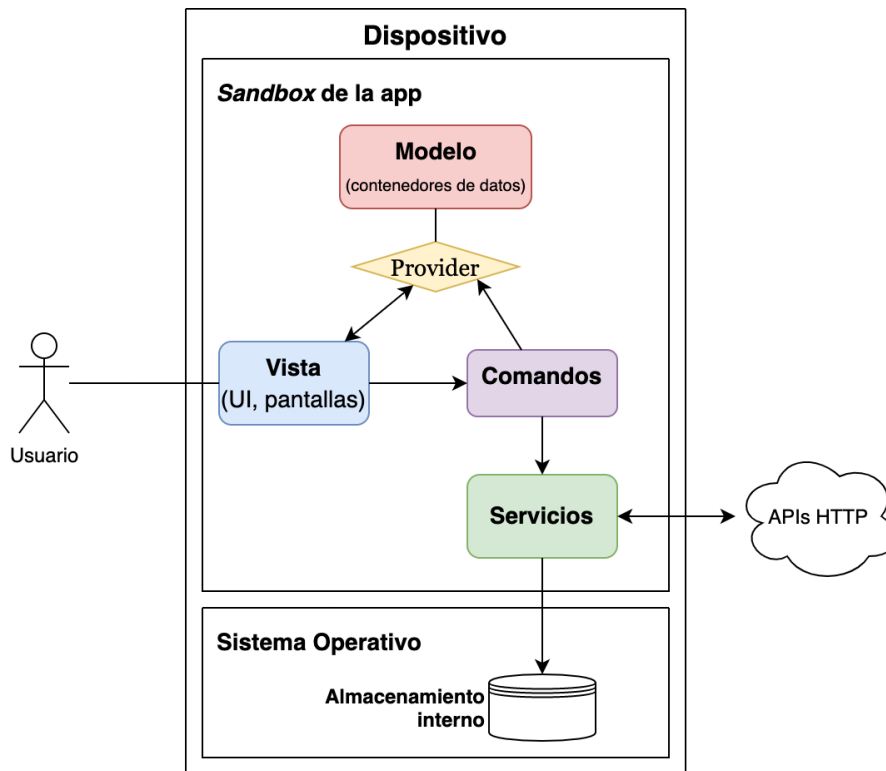 Dispositivo
Sandbox de la app
Modelo
(contenedores de datos)
Provider
Vista
(UI, pantallas)
Comandos
Usuario
Servicios
APIs HTTP
Sistema Operativo
Almacenamiento
interno